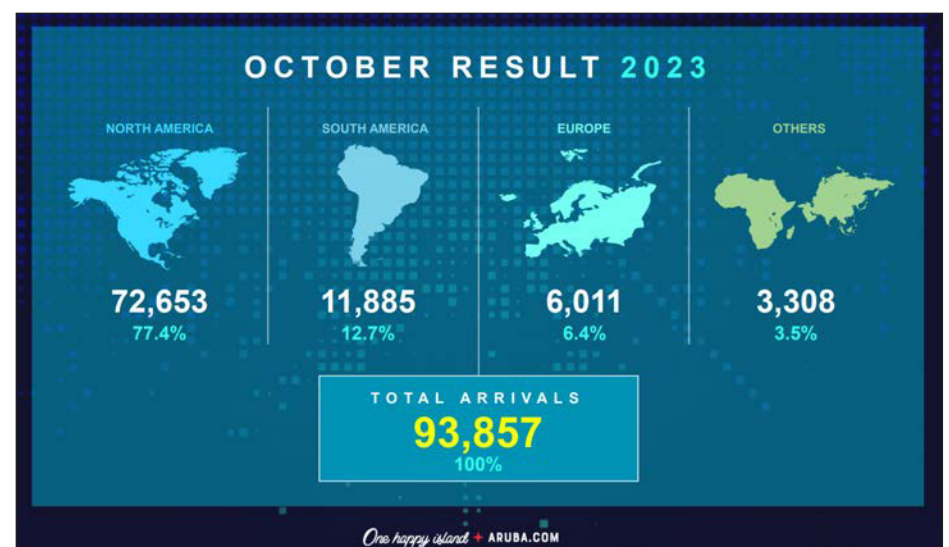 OCTOBER RESULT 2023
NORTH AMERICA
72,653
77.4%
SOUTH AMERICA
11,885
12.7%
EUROPE
6,011
6.4%
OTHERS
3,308
3.5%
TOTAL ARRIVALS
93,857
100%
One happy island ARUBA.COM